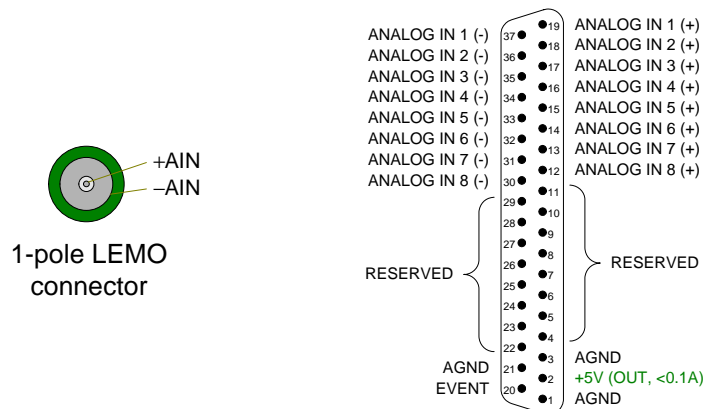 +AIN
−AIN
1-pole LEMO
connector
ANALOG IN 1 (-) 37 19 ANALOG IN 1 (+)
ANALOG IN 2 (-) 36 18 ANALOG IN 2 (+)
ANALOG IN 3 (-) 35 17 ANALOG IN 3 (+)
ANALOG IN 4 (-) 34 16 ANALOG IN 4 (+)
ANALOG IN 5 (-) 33 15 ANALOG IN 5 (+)
ANALOG IN 6 (-) 32 14 ANALOG IN 6 (+)
ANALOG IN 7 (-) 31 13 ANALOG IN 7 (+)
ANALOG IN 8 (-) 30 12 ANALOG IN 8 (+)
29 11
28 10
27 9
RESERVED 26 8 RESERVED
25 7
24 6
23 5
22 4
AGND 21 3 AGND
EVENT 20 2 +5V (OUT, <0.1A)
1 AGND